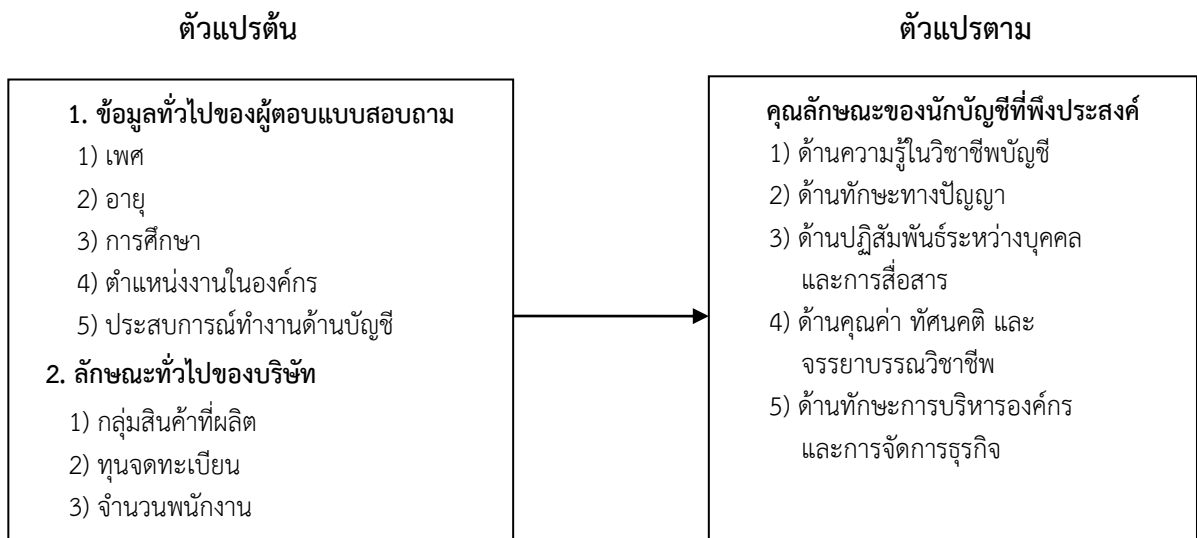 ตัวแปรต้น
1. ข้อมูลทั่วไปของผู้ตอบแบบสอบถาม
1) เพศ
2) อายุ
3) การศึกษา
4) ตำแหน่งงานในองค์กร
5) ประสบการณ์ทำงานด้านบัญชี
2. ลักษณะทั่วไปของบริษัท
1) กลุ่มสินค้าที่ผลิต
2) ทุนจดทะเบียน
3) จำนวนพนักงาน
ตัวแปรตาม
คุณลักษณะของนักบัญชีที่พึงประสงค์
1) ด้านความรู้ในวิชาชีพบัญชี
2) ด้านทักษะทางปัญญา
3) ด้านปฏิสัมพันธ์ระหว่างบุคคล
และการสื่อสาร
4) ด้านคุณค่า ทัศนคติ และ
จรรยาบรรณวิชาชีพ
5) ด้านทักษะการบริหารองค์กร
และการจัดการธุรกิจ